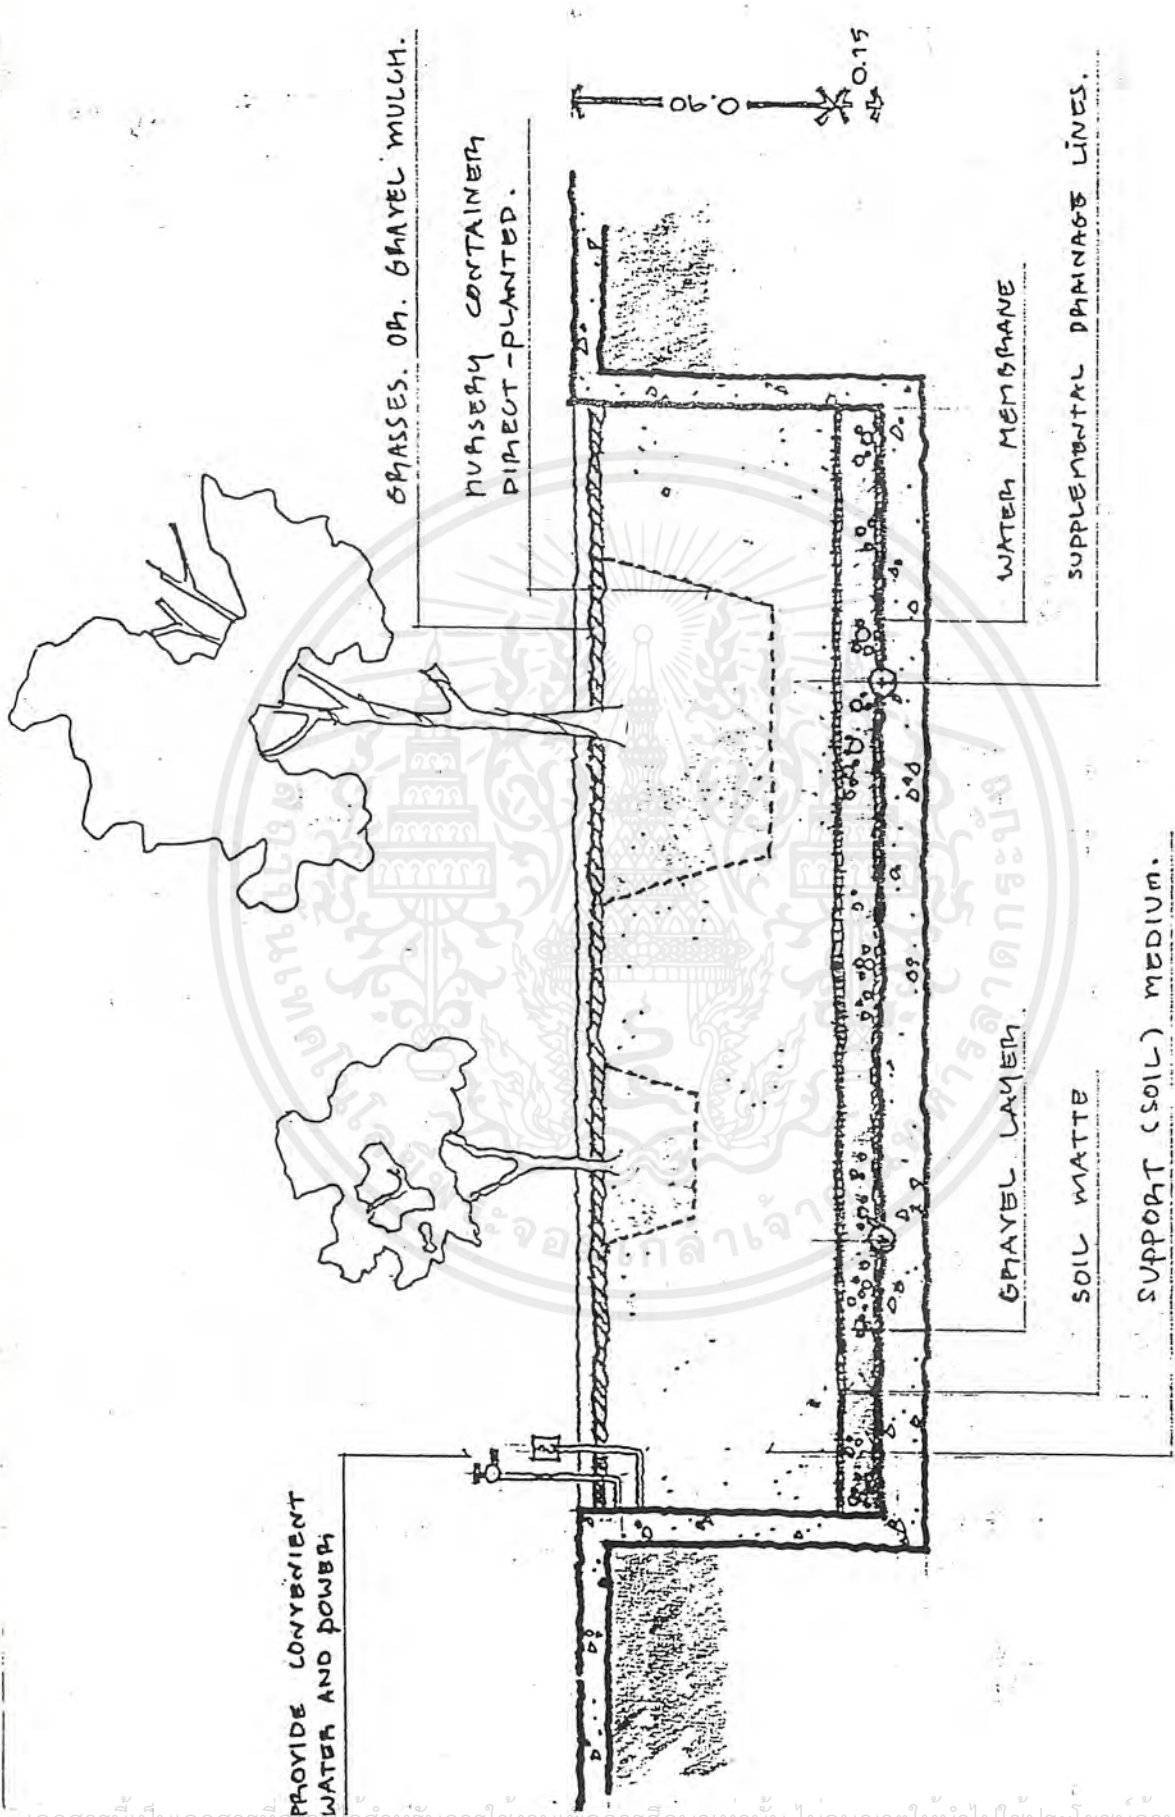 PROVIDE CONVENIENT
WATER AND POWER
GRASSES. OR. GRAVEL MULCH.
NURSERY CONTAINER
DIRECT-PLANTED.
0.90
0.15
GRAVEL LAYER
SOIL MATTE
SUPPORT (SOIL) MEDIUM.
WATER MEMBRANE
SUPPLEMENTAL DRAINAGE LINES.